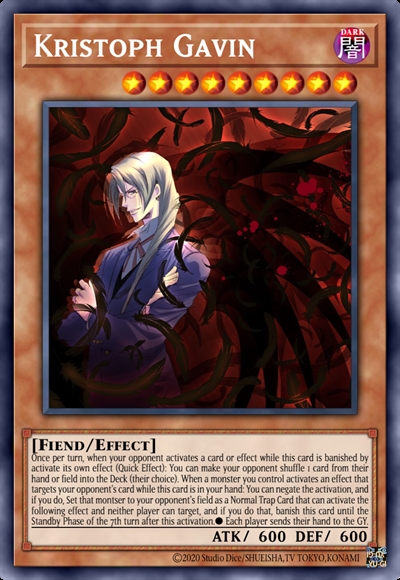 Kristoph Gavin
DARK
闇
[Fiend/Effect]
Once per turn, when your opponent activates a card or effect while this card is banished by
activate its own effect (Quick Effect): You can make your opponent shuffle 1 card from their
hand or field into the Deck (their choice). When a monster you control activates an effect that
targets your opponent's card while this card is in your hand: You can negate the activation, and
if you do, Set that montser to your opponent's field as a Normal Trap Card that can activate the
following effect and neither player can target, and if you do that, banish this card until the
Standby Phase of the 7th turn after this activation.● Each player sends their hand to the GY.
ATK/ 600 DEF/ 600
©2020 Studio Dice/SHUEISHA,TV TOKYO,KONAMI